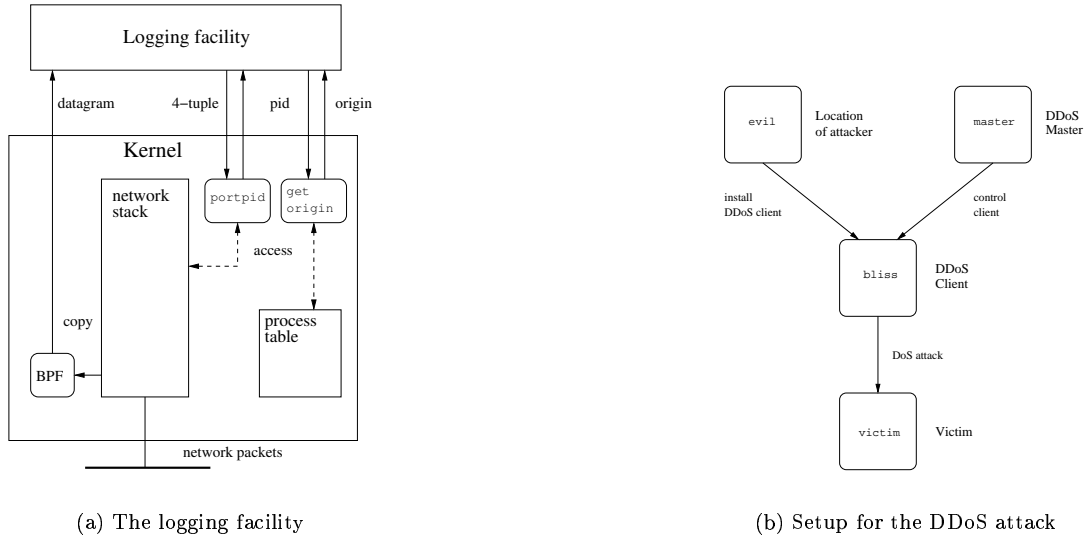 Logging facility
datagram
4−tuple
pid
origin
Kernel
network
stack
portpid
get
origin
access
copy
process
table
BPF
network packets
(a) The logging facility
evil
Location
of attacker
master
DDoS
Master
install
DDoS client
control
client
bliss
DDoS
Client
DoS attack
victim
Victim
(b) Setup for the DDoS attack